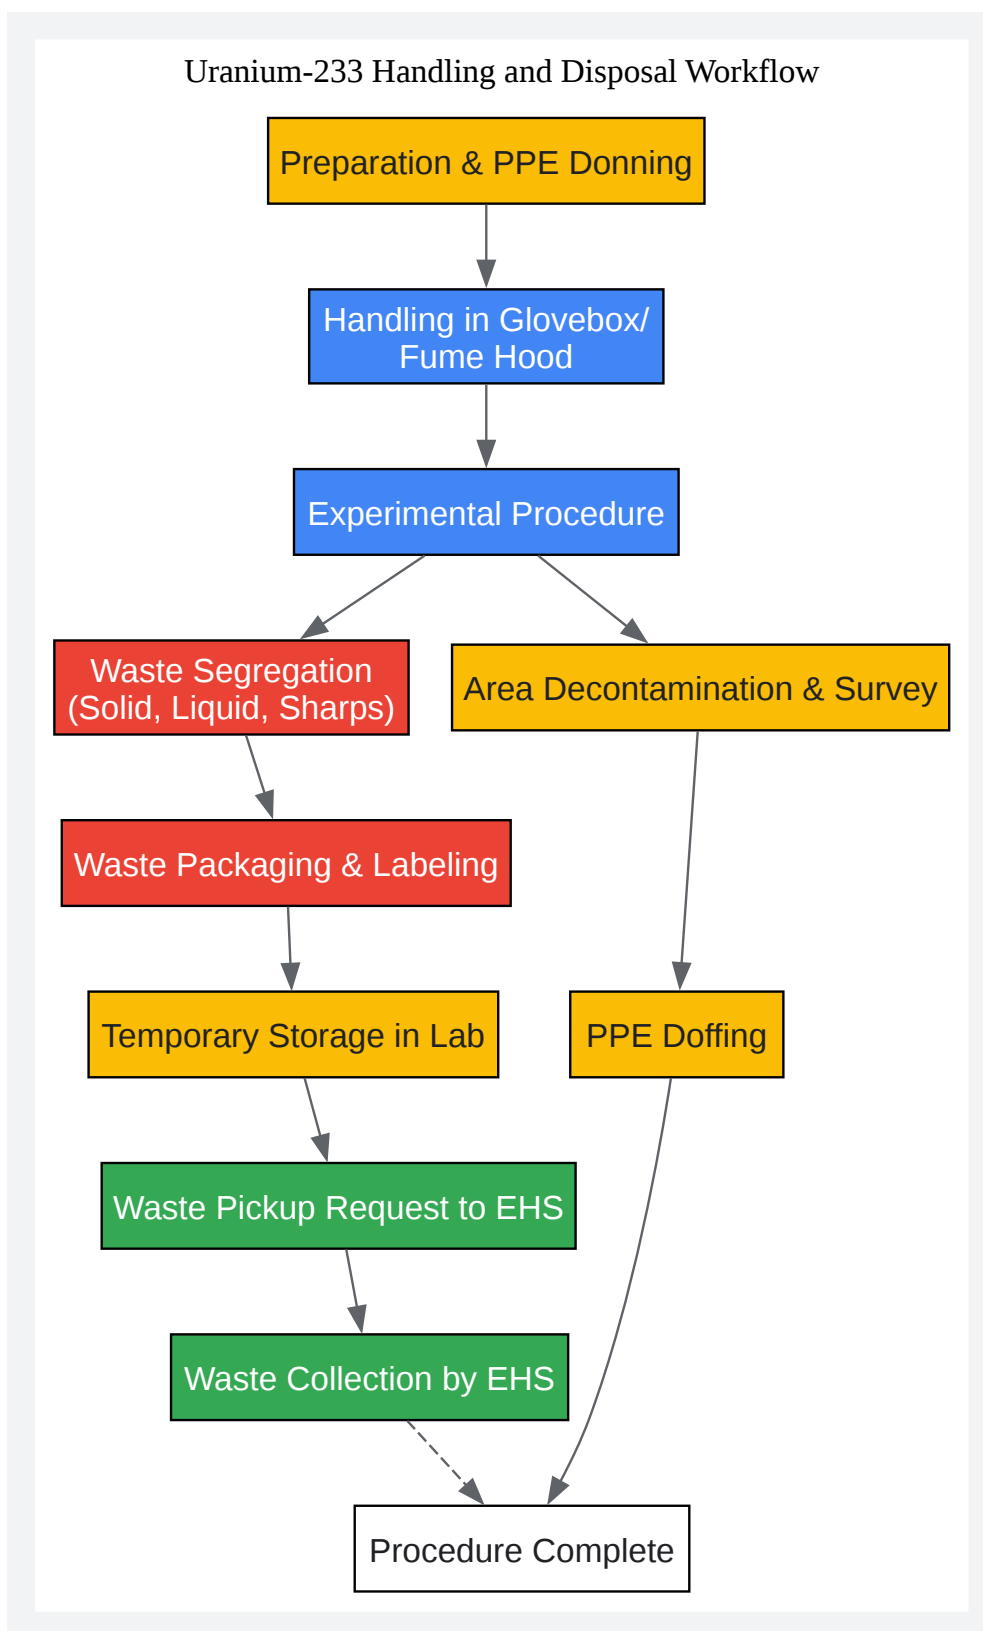 Uranium-233 Handling and Disposal Workflow
Preparation & PPE Donning
Handling in Glovebox/
Fume Hood
Experimental Procedure
Waste Segregation
(Solid, Liquid, Sharps)
Area Decontamination & Survey
Waste Packaging & Labeling
Temporary Storage in Lab
PPE Doffing
Waste Pickup Request to EHS
Waste Collection by EHS
Procedure Complete